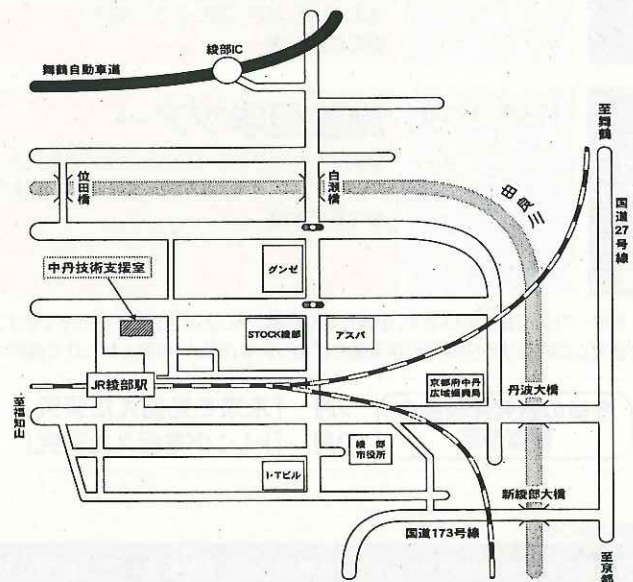 綾部IC
舞鶴自動車道
至舞鶴
位田橋
白瀬橋
由良川
国道27号線
中丹技術支援室
グンゼ
STOCK綾部
アスパ
JR綾部駅
京都府中丹
広域振興局
丹波大橋
至福知山
綾部
市役所
I・Tビル
新綾部大橋
国道173号線
至京都